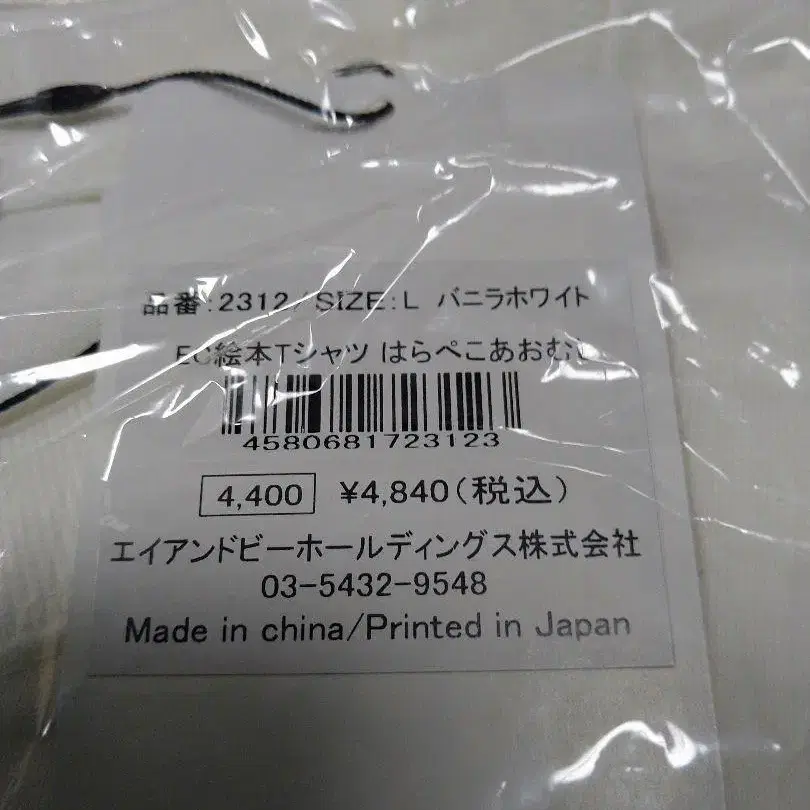 品番:2312/SIZE:L バニラホワイト
EC絵本Tシャツ はらぺこあおむし
4580681723123
4,400 ¥4,840(税込)
エイアンドビーホールディングス株式会社
03-5432-9548
Made in china/Printed in Japan